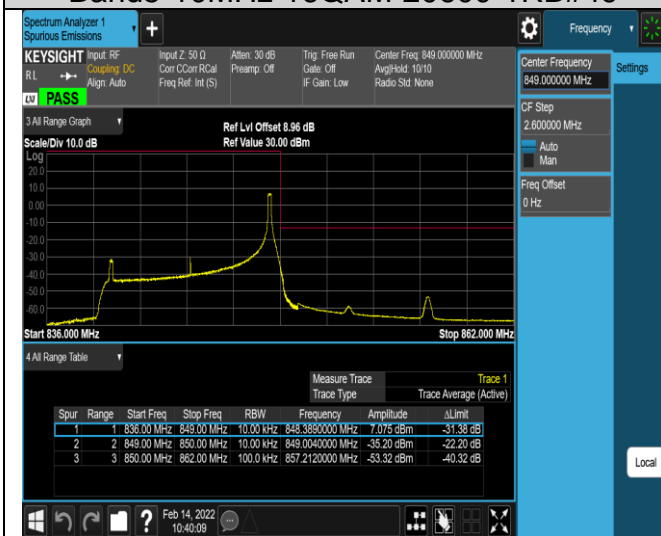 Band5-10MHz-16QAM-20600-1RB#49
Spectrum Analyzer 1
Spurious Emissions
Frequency
KEYSIGHT Input: RF Input Z: 50 Ω Atten: 30 dB Trig: Free Run Center Freq: 849.000000 MHz
R L Coupling: DC Corr CCorr RCal Preamp: Off Gate: Off Avg|Hold: 10/10
Align: Auto Freq Ref: Int (S) IF Gain: Low Radio Std: None
PASS
Center Frequency
849.000000 MHz
Settings
CF Step
2.600000 MHz
Auto
Man
Freq Offset
0 Hz
3 All Range Graph
Ref Lvl Offset 8.96 dB
Scale/Div 10.0 dB Ref Value 30.00 dBm
Log
20.0
10.0
0.00
-10.0
-20.0
-30.0
-40.0
-50.0
-60.0
Start 836.000 MHz Stop 862.000 MHz
4 All Range Table
Measure Trace Trace 1
Trace Type Trace Average (Active)
Spur Range Start Freq Stop Freq RBW Frequency Amplitude ΔLimit
1 1 836.00 MHz 849.00 MHz 10.00 kHz 848.3890000 MHz 7.075 dBm -31.38 dB
2 2 849.00 MHz 850.00 MHz 10.00 kHz 849.0040000 MHz -35.20 dBm -22.20 dB
3 3 850.00 MHz 862.00 MHz 100.0 kHz 857.2120000 MHz -53.32 dBm -40.32 dB
Local
Feb 14, 2022
10:40:09